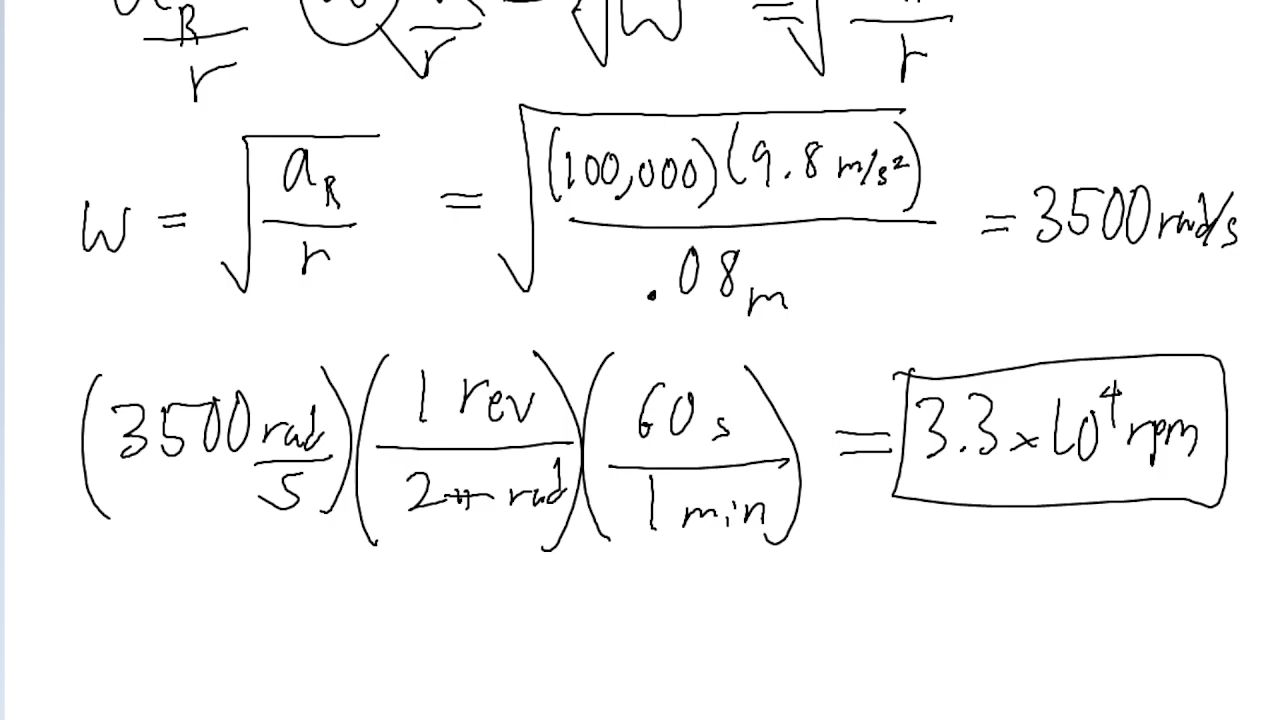 a_R/r ω r/r = √ω = √ /r
ω = √(a_R/r) = √((100,000)(9.8 m/s²)/.08 m) = 3500 rad/s
(3500 rad/s)(1 rev/2π rad)(60 s/1 min) = 3.3 × 10⁴ rpm